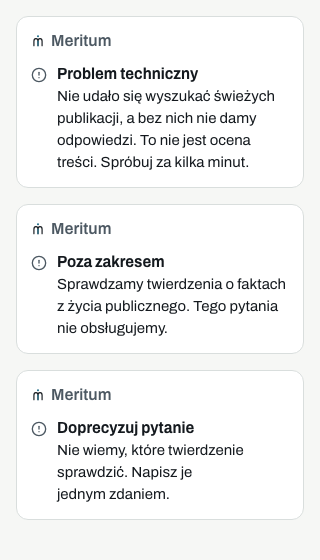 Meritum
Problem techniczny
Nie udało się wyszukać świeżych
publikacji, a bez nich nie damy
odpowiedzi. To nie jest ocena
treści. Spróbuj za kilka minut.
Meritum
Poza zakresem
Sprawdzamy twierdzenia o faktach
z życia publicznego. Tego pytania
nie obsługujemy.
Meritum
Doprecyzuj pytanie
Nie wiemy, które twierdzenie
sprawdzić. Napisz je
jednym zdaniem.